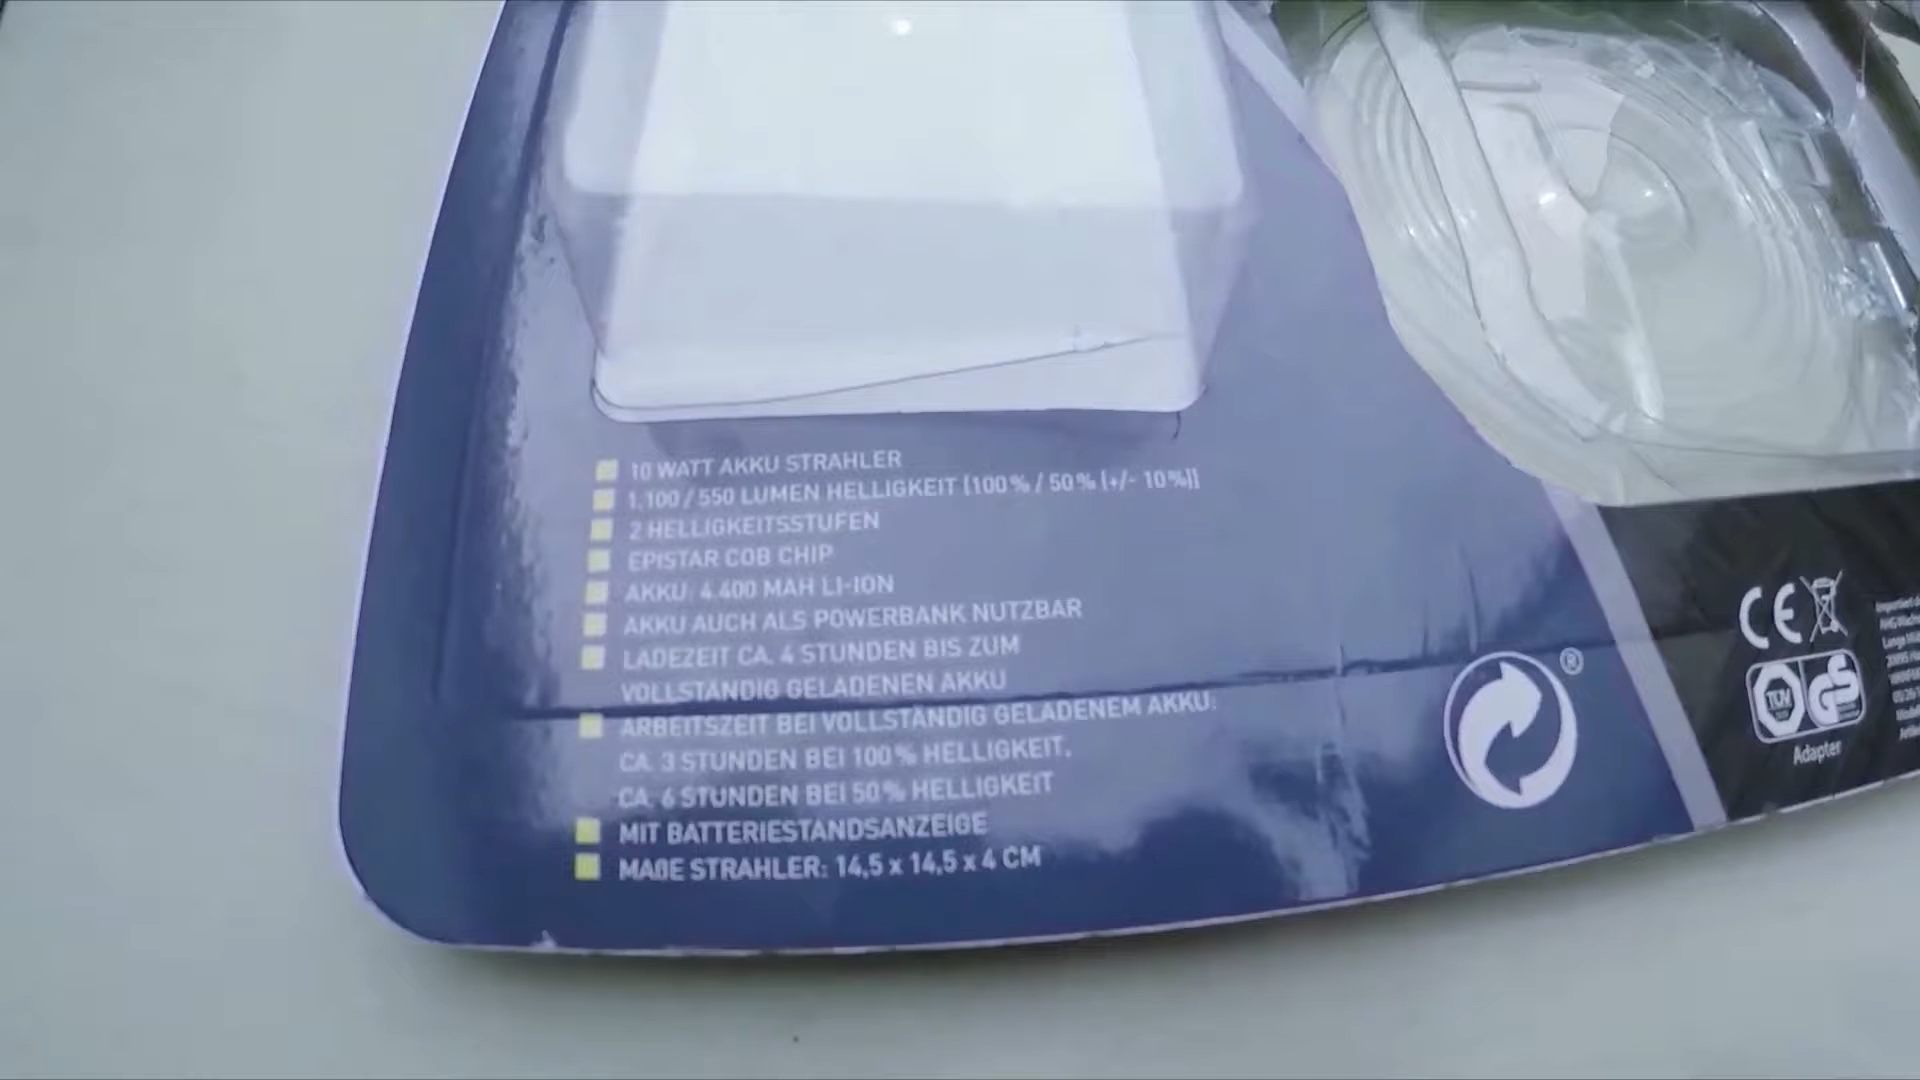 10 WATT AKKU STRAHLER
1.100 / 550 LUMEN HELLIGKEIT (100 % / 50 % (+/- 10 %))
2 HELLIGKEITSSTUFEN
EPISTAR COB CHIP
AKKU: 4.400 MAH LI-ION
AKKU AUCH ALS POWERBANK NUTZBAR
LADEZEIT CA. 4 STUNDEN BIS ZUM
VOLLSTÄNDIG GELADENEN AKKU
ARBEITSZEIT BEI VOLLSTÄNDIG GELADENEM AKKU:
CA. 3 STUNDEN BEI 100 % HELLIGKEIT,
CA. 6 STUNDEN BEI 50 % HELLIGKEIT
MIT BATTERIESTANDSANZEIGE
MAßE STRAHLER: 14,5 x 14,5 x 4 CM
®
CE
TÜV GS
Adapter